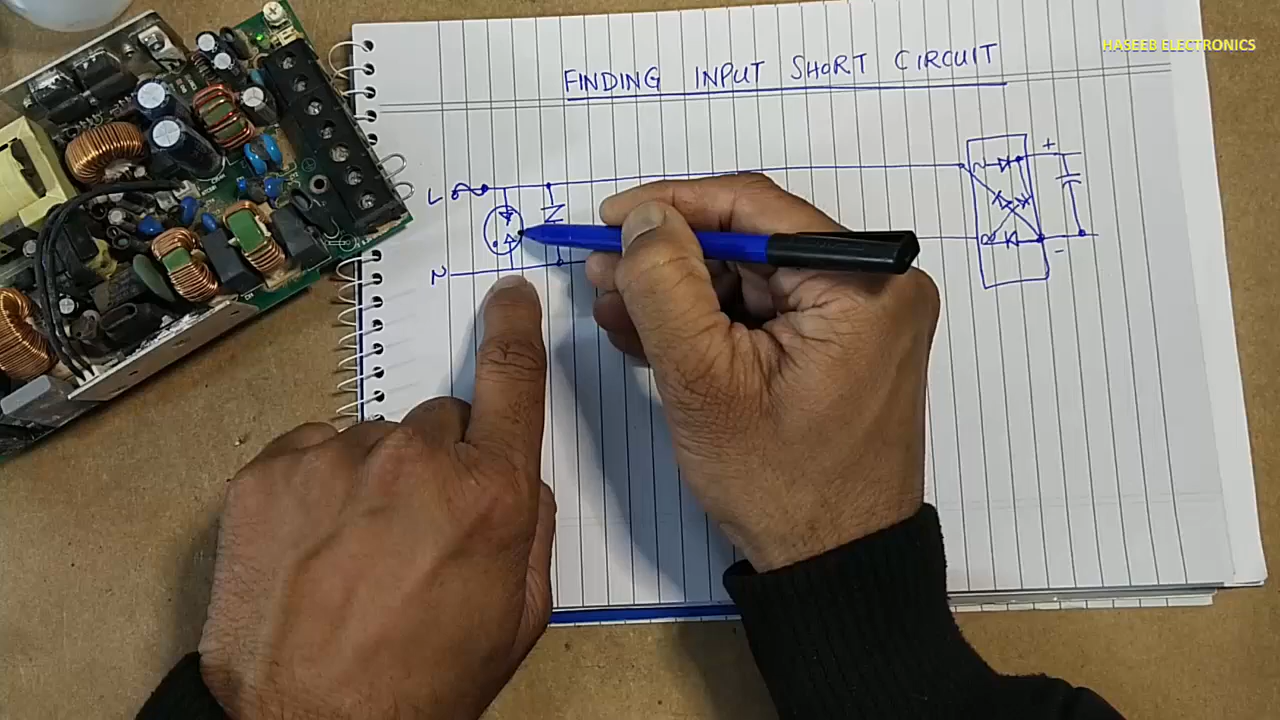 HASEEB ELECTRONICS
FINDING INPUT SHORT CIRCUIT
+
L
N
-